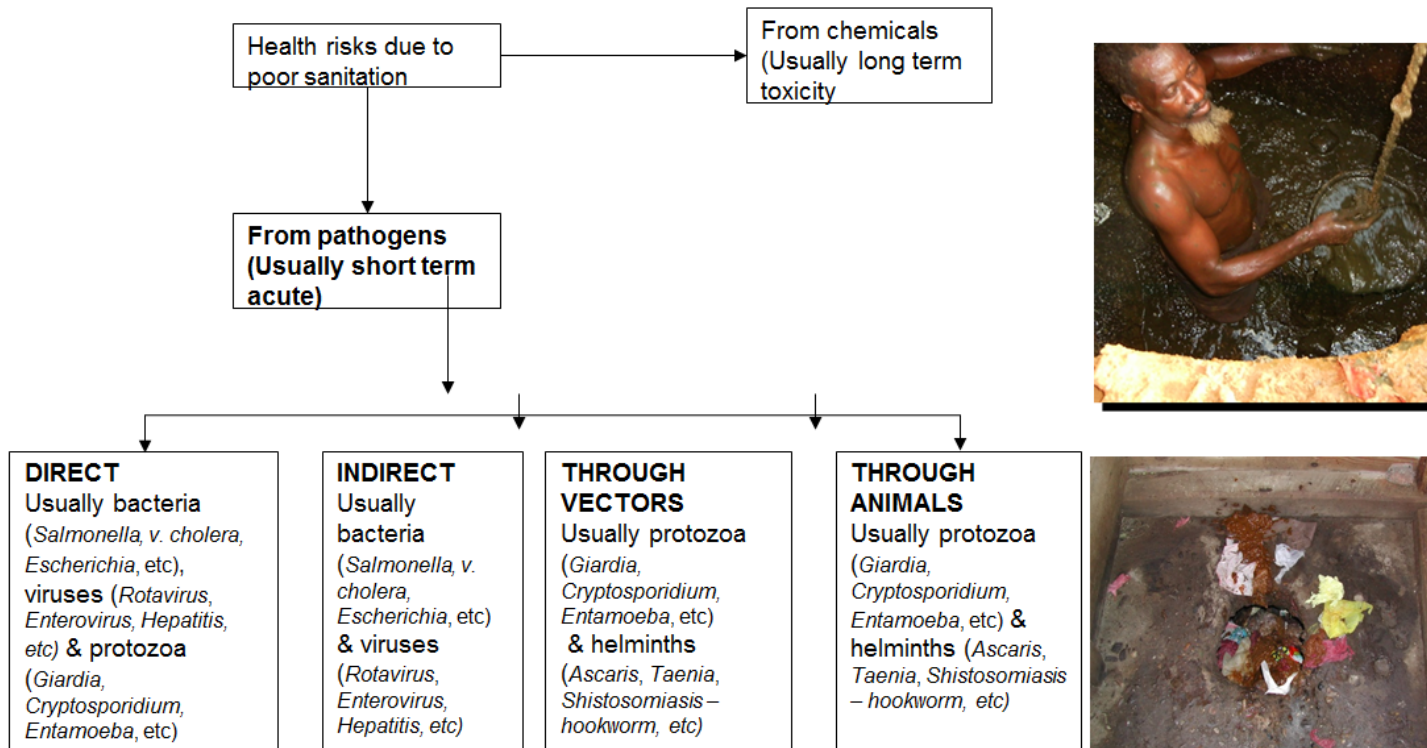 Health risks due to
poor sanitation
From chemicals
(Usually long term
toxicity
From pathogens
(Usually short term
acute)
DIRECT
Usually bacteria
(Salmonella, v. cholera,
Escherichia, etc),
viruses (Rotavirus,
Enterovirus, Hepatitis,
etc) & protozoa
(Giardia,
Cryptosporidium,
Entamoeba, etc)
INDIRECT
Usually
bacteria
(Salmonella, v.
cholera,
Escherichia, etc)
& viruses
(Rotavirus,
Enterovirus,
Hepatitis, etc)
THROUGH
VECTORS
Usually protozoa
(Giardia,
Cryptosporidium,
Entamoeba, etc)
& helminths
(Ascaris, Taenia,
Shistosomiasis –
hookworm, etc)
THROUGH
ANIMALS
Usually protozoa
(Giardia,
Cryptosporidium,
Entamoeba, etc) &
helminths (Ascaris,
Taenia, Shistosomiasis
– hookworm, etc)